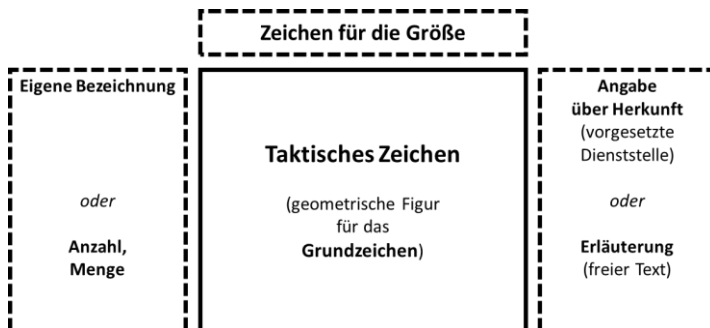 Zeichen für die Größe
Eigene Bezeichnung
oder
Anzahl,
Menge
Taktisches Zeichen
(geometrische Figur
für das
Grundzeichen)
Angabe
über Herkunft
(vorgesetzte
Dienststelle)
oder
Erläuterung
(freier Text)